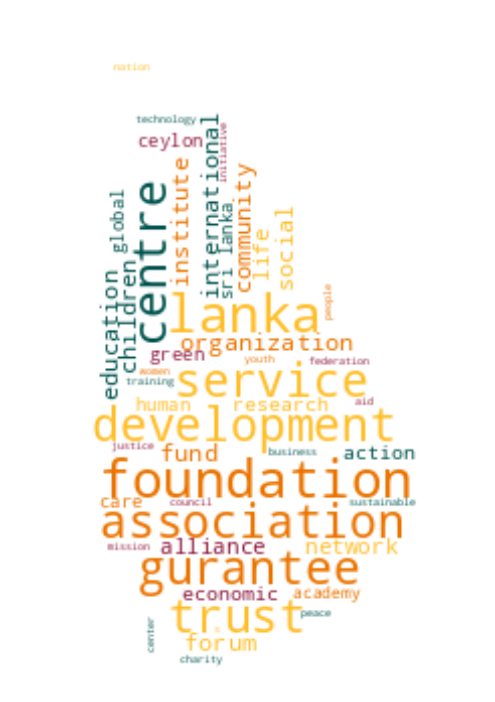 nation
technology
ceylon
international
initiative
institute
community
centre
global
sri lanka
life
social
children
education
lanka
people
organization
green
youth
federation
women
training
service
human
research
aid
development
justice
fund
business
action
foundation
care
council
sustainable
association
mission
alliance
network
gurantee
economic
academy
trust
peace
center
forum
charity